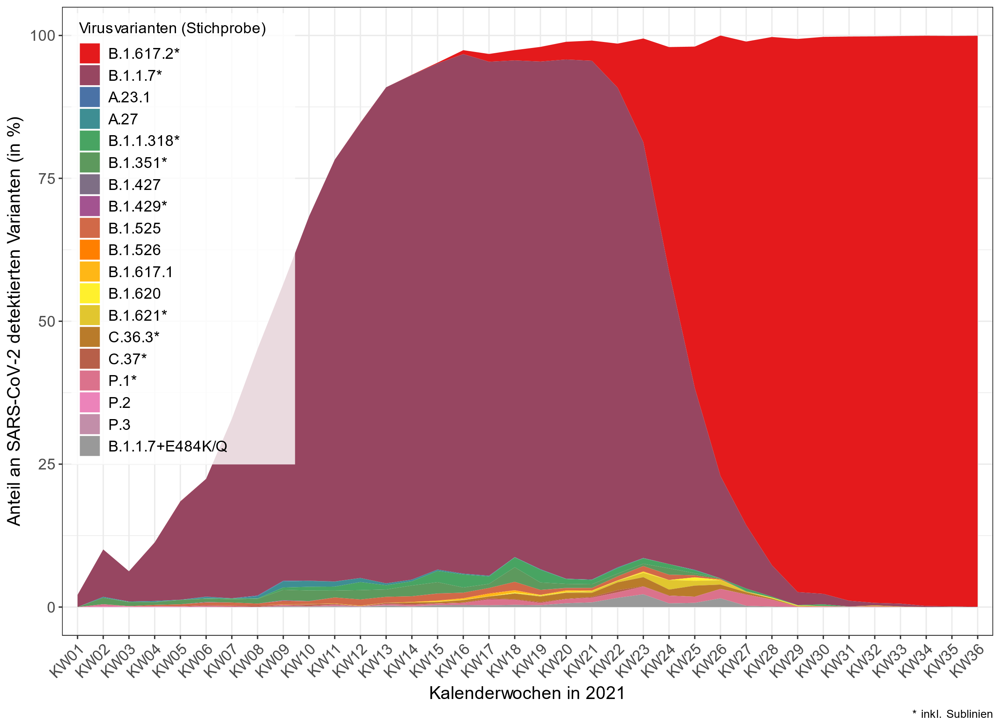 Virusvarianten (Stichprobe)
B.1.617.2*
B.1.1.7*
A.23.1
A.27
B.1.1.318*
B.1.351*
B.1.427
B.1.429*
B.1.525
B.1.526
B.1.617.1
B.1.620
B.1.621*
C.36.3*
C.37*
P.1*
P.2
P.3
B.1.1.7+E484K/Q
Anteil an SARS-CoV-2 detektierten Varianten (in %)
100
75
50
25
0
KW01
KW02
KW03
KW04
KW05
KW06
KW07
KW08
KW09
KW10
KW11
KW12
KW13
KW14
KW15
KW16
KW17
KW18
KW19
KW20
KW21
KW22
KW23
KW24
KW25
KW26
KW27
KW28
KW29
KW30
KW31
KW32
KW33
KW34
KW35
KW36
Kalenderwochen in 2021
* inkl. Sublinien